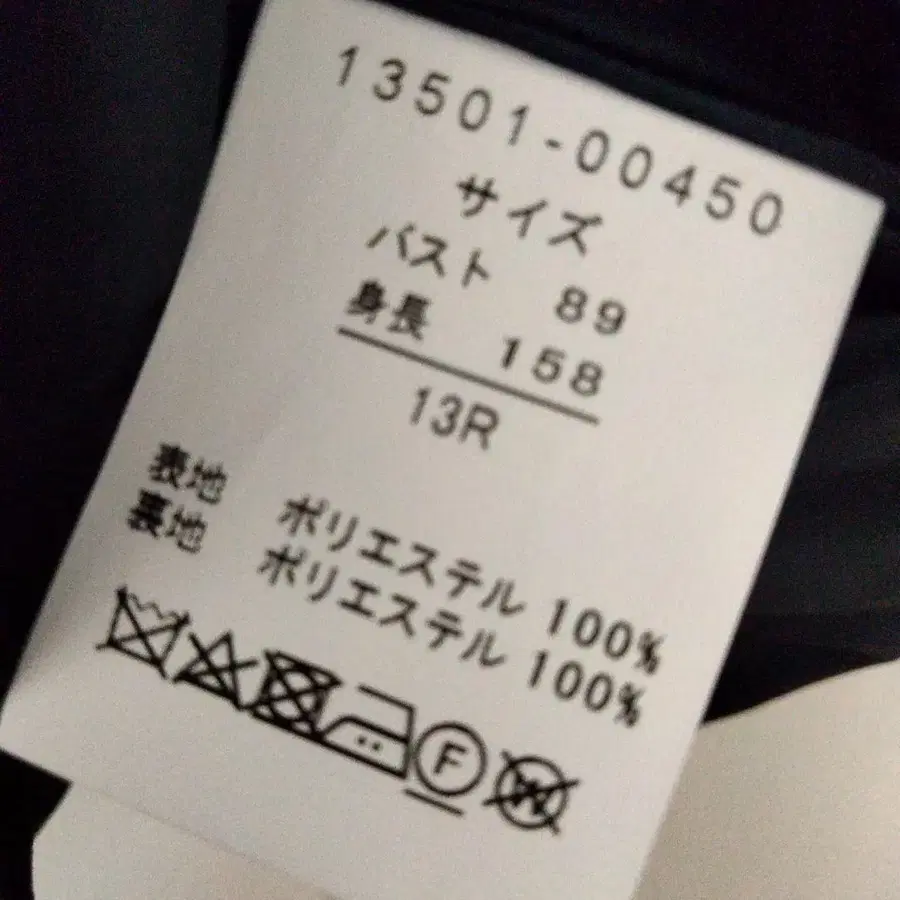 13501-00450
サイズ
バスト 89
身長 158
13R
表地 ポリエステル 100%
裏地 ポリエステル 100%
F W